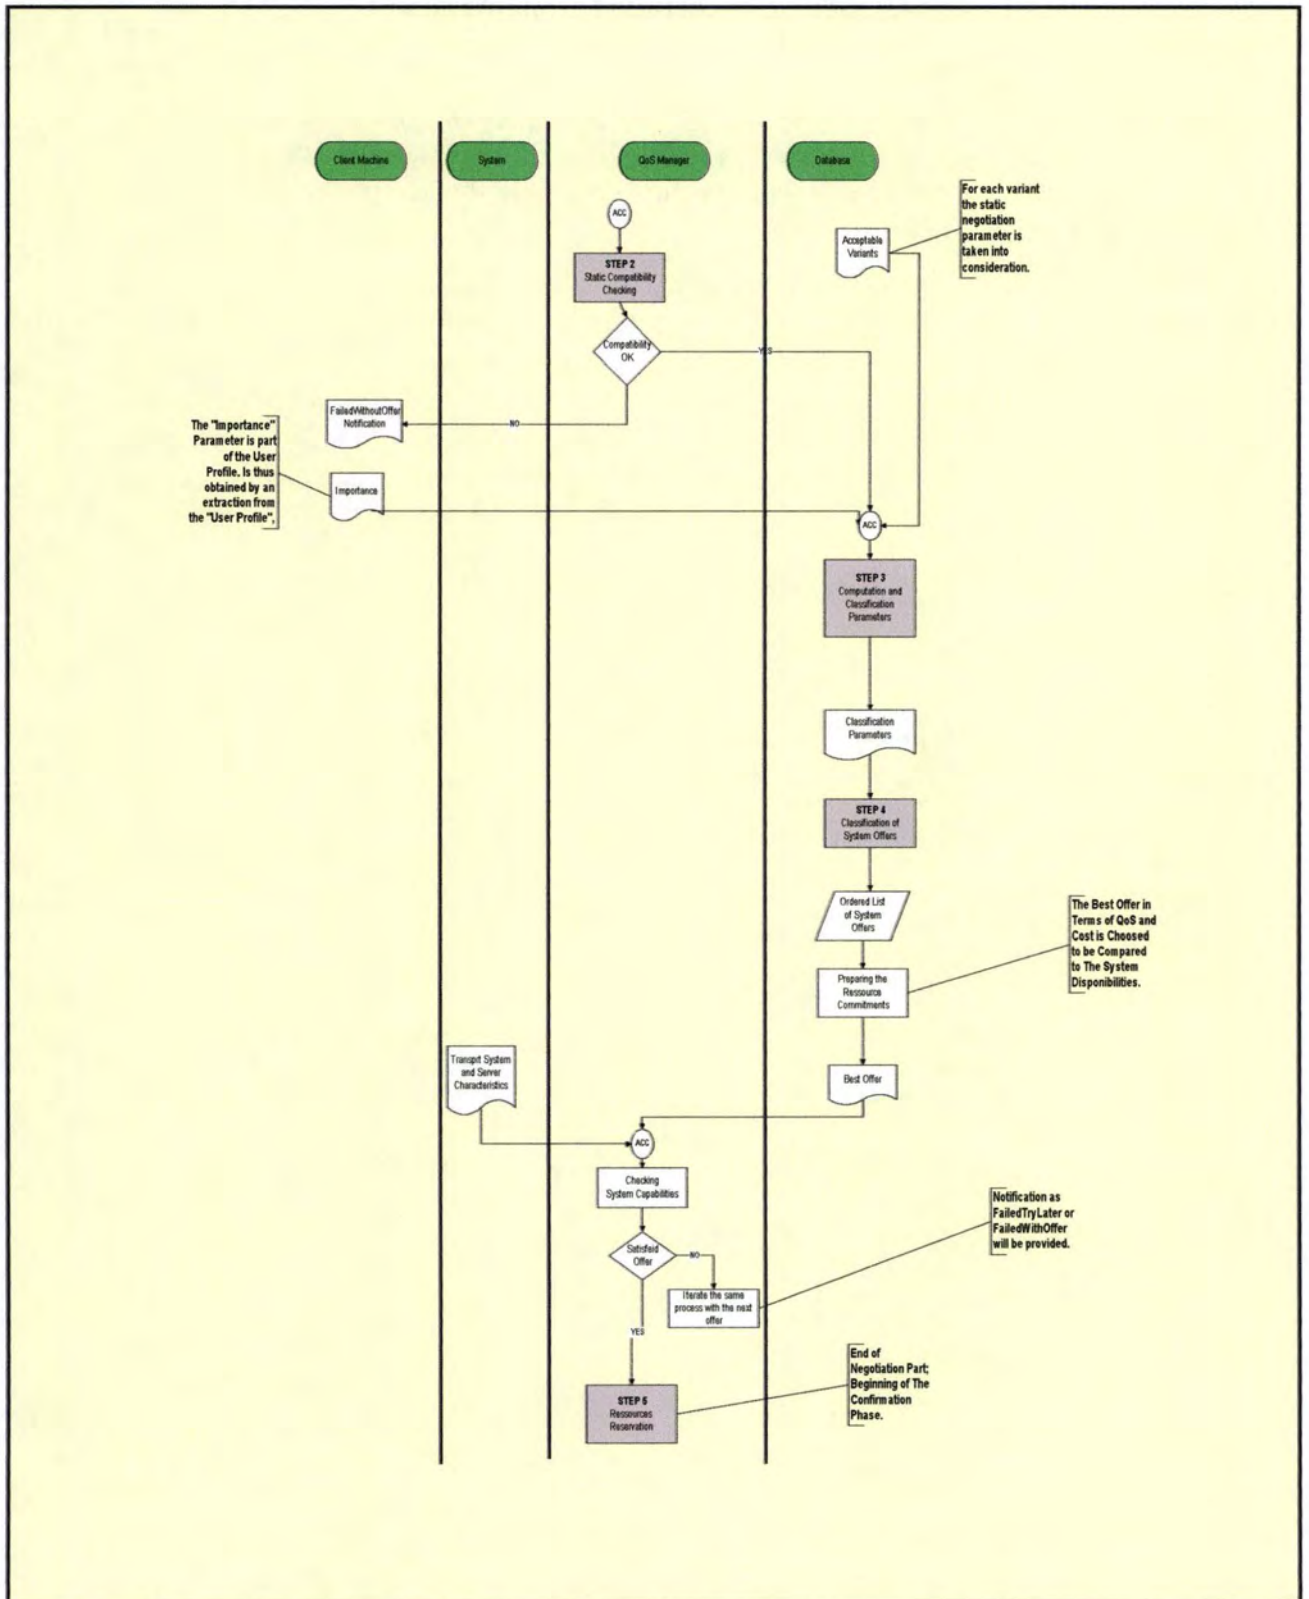 Client Machine
System
QoS Manager
Database
ACC
STEP 2
Static Compatibility
Checking
Acceptable
Variants
For each variant
the static
negotiation
parameter is
taken into
consideration.
Compatibility
OK
YES
FailedWithoutOffer
Notification
NO
The "Importance"
Parameter is part
of the User
Profile. Is thus
obtained by an
extraction from
the "User Profile",
Importance
ACC
STEP 3
Computation and
Classification
Parameters
Classification
Parameters
STEP 4
Classification of
System Offers
Ordered List
of System
Offers
The Best Offer in
Terms of QoS and
Cost is Choosed
to be Compared
to The System
Disponibilities.
Preparing the
Ressource
Commitments
Transprt System
and Server
Characteristics
Best Offer
ACC
Checking
System Capabilities
Notification as
FailedTryLater or
FailedWithOffer
will be provided.
Satisfeid
Offer
NO
Iterate the same
process with the next
offer
YES
End of
Negotiation Part;
Beginning of The
Confirmation
Phase.
STEP 5
Ressources
Reservation